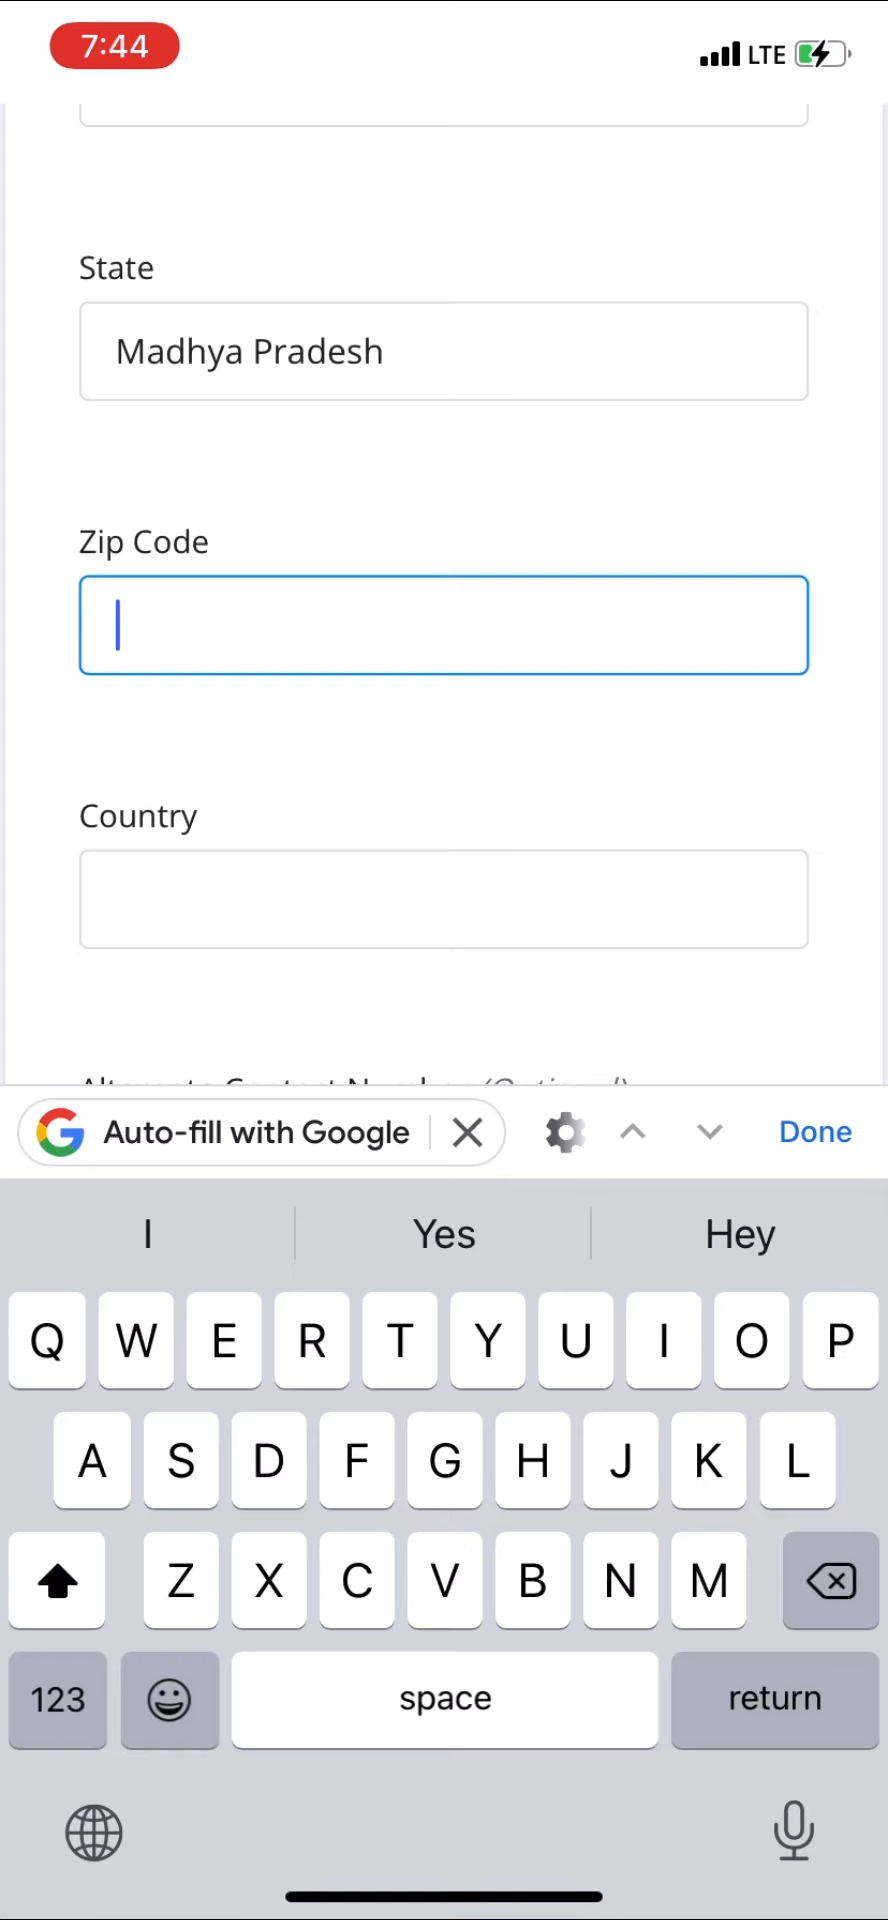 7:44
LTE
State
Madhya Pradesh
Zip Code
Country
Auto-fill with Google
Done
I Yes Hey
Q W E R T Y U I O P
A S D F G H J K L
Z X C V B N M
123 space return